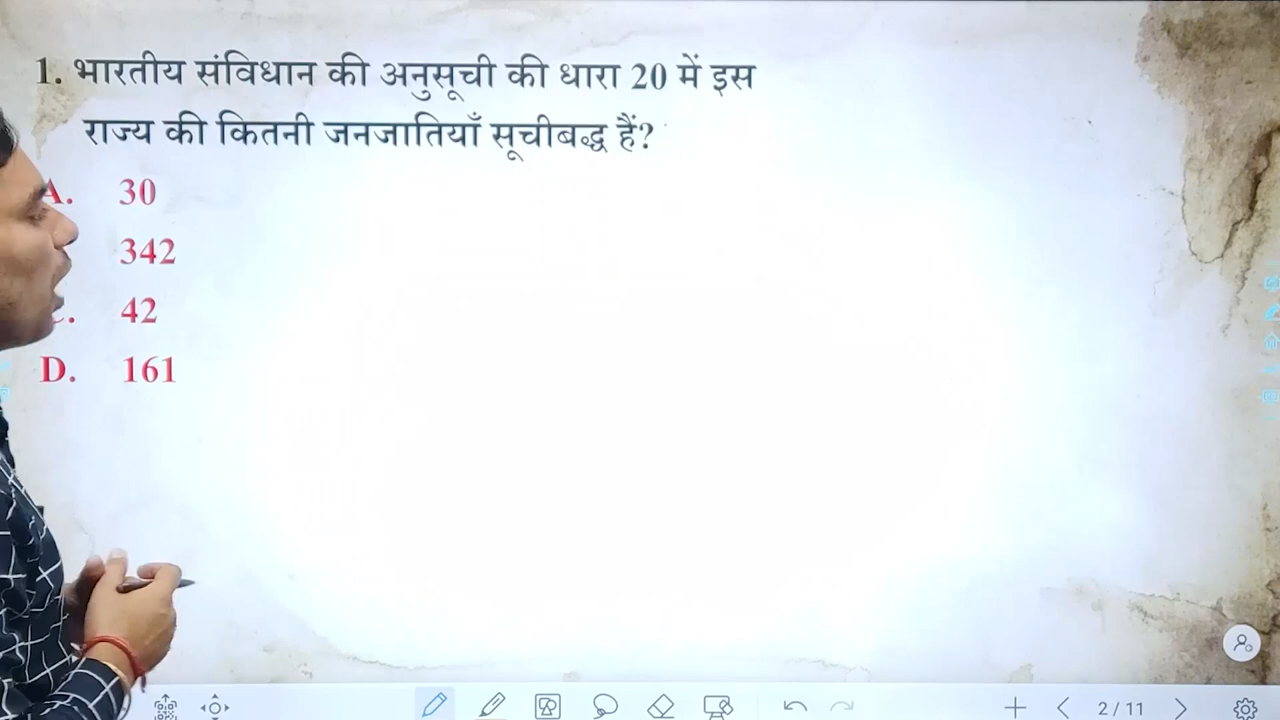 1. भारतीय संविधान की अनुसूची की धारा 20 में इस
राज्य की कितनी जनजातियाँ सूचीबद्ध हैं?
A. 30
342
C. 42
D. 161
2 / 11